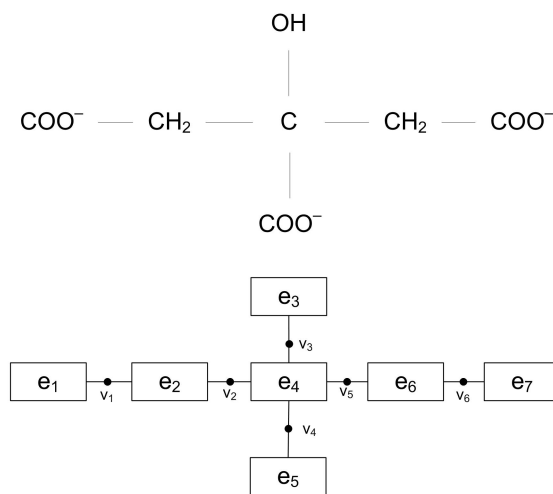 OH
COO⁻ CH₂ C CH₂ COO⁻
COO⁻
e₃
v₃
e₁ e₂ e₄ e₆ e₇
v₁ v₂ v₅ v₆
v₄
e₅